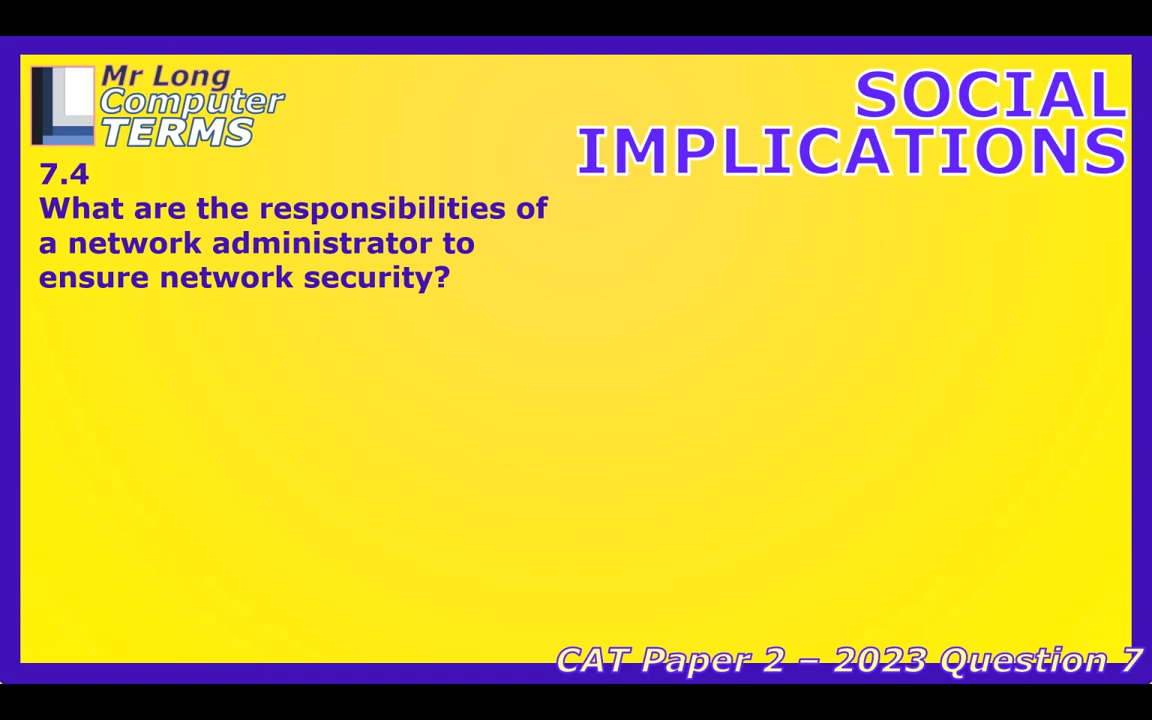 Mr Long
Computer
TERMS
SOCIAL
IMPLICATIONS
7.4
What are the responsibilities of
a network administrator to
ensure network security?
CAT Paper 2 – 2023 Question 7